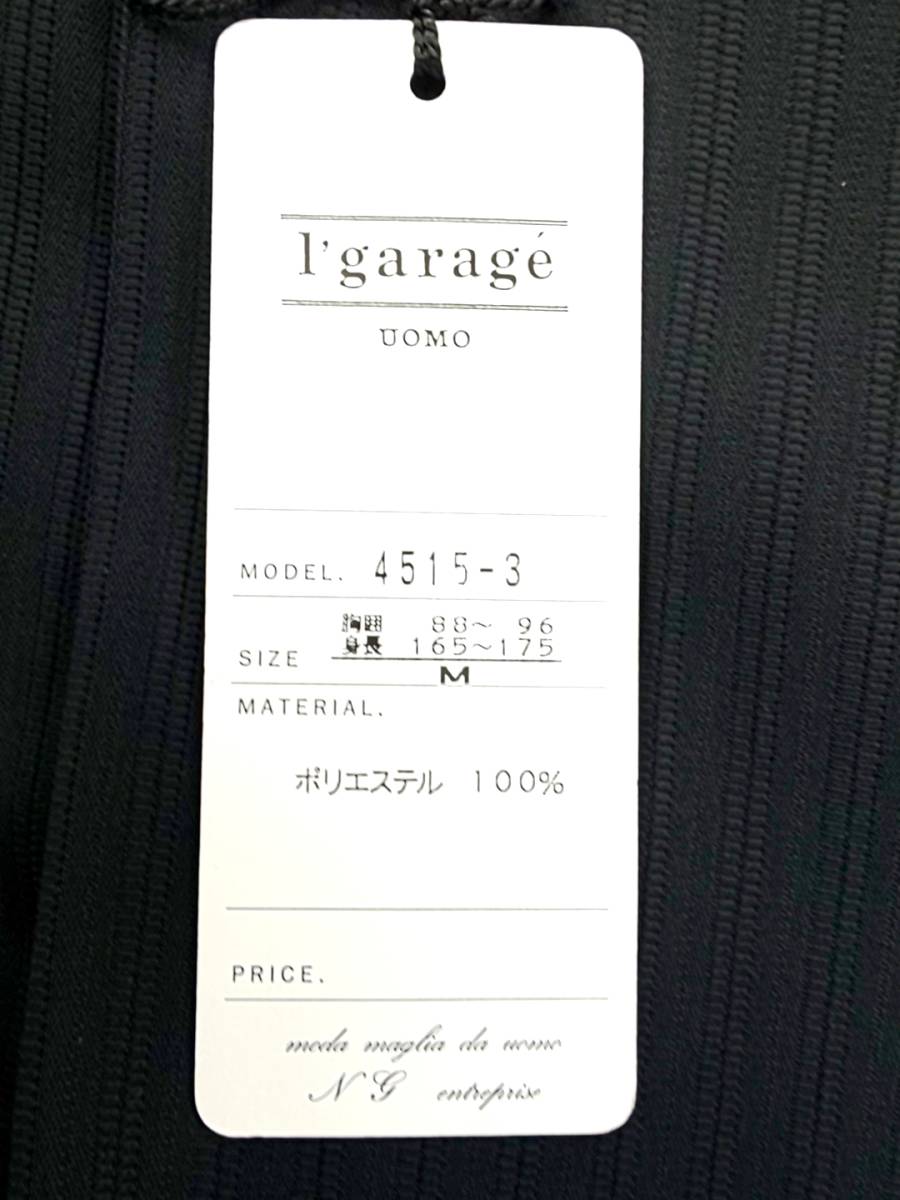 l'garagé
UOMO
MODEL. 4515-3
胸囲 88～ 96
身長 165～175
SIZE
M
MATERIAL.
ポリエステル 100%
PRICE.
moda maglia da uomo
NG entreprise